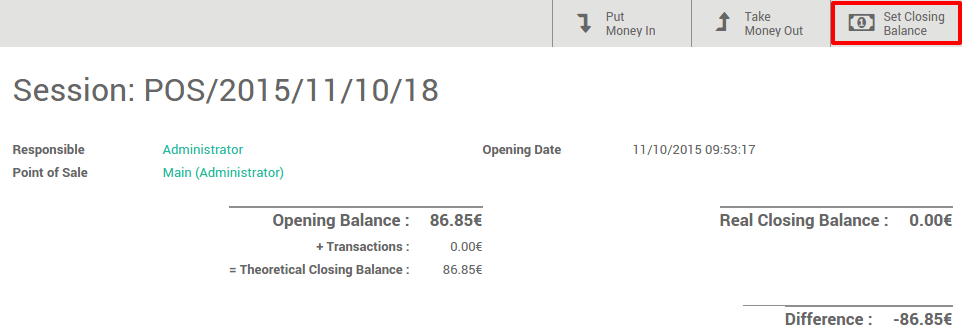 Put
Money In
Take
Money Out
Set Closing
Balance
Session: POS/2015/11/10/18
Responsible Administrator Opening Date 11/10/2015 09:53:17
Point of Sale Main (Administrator)
Opening Balance : 86.85€ Real Closing Balance : 0.00€
+ Transactions : 0.00€
= Theoretical Closing Balance : 86.85€
Difference : -86.85€